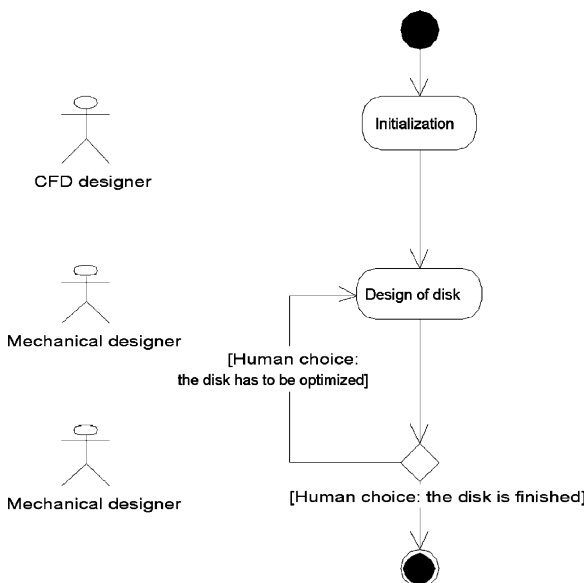 Initialization
CFD designer
Design of disk
Mechanical designer
[Human choice:
the disk has to be optimized]
Mechanical designer
[Human choice: the disk is finished]